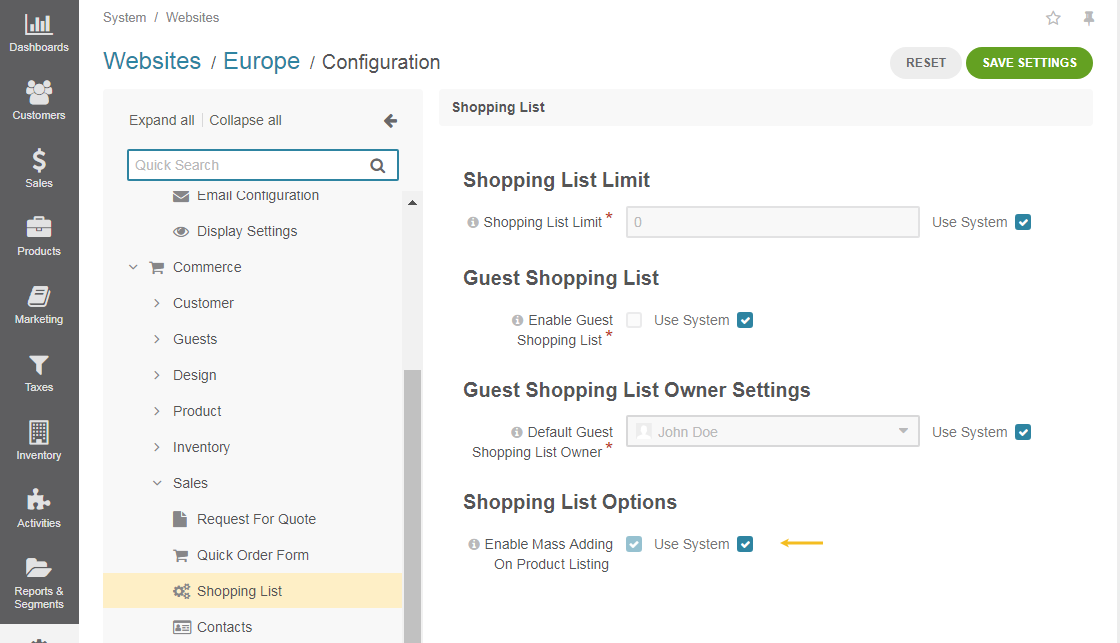 Dashboards
Customers
Sales
Products
Marketing
Taxes
Inventory
Activities
Reports &
Segments
System / Websites
Websites / Europe / Configuration
RESET
SAVE SETTINGS
Expand all | Collapse all
Quick Search
Email Configuration
Display Settings
Commerce
Customer
Guests
Design
Product
Inventory
Sales
Request For Quote
Quick Order Form
Shopping List
Contacts
Shopping List
Shopping List Limit
Shopping List Limit * 0 Use System
Guest Shopping List
Enable Guest Use System
Shopping List *
Guest Shopping List Owner Settings
Default Guest John Doe Use System
Shopping List Owner *
Shopping List Options
Enable Mass Adding Use System
On Product Listing